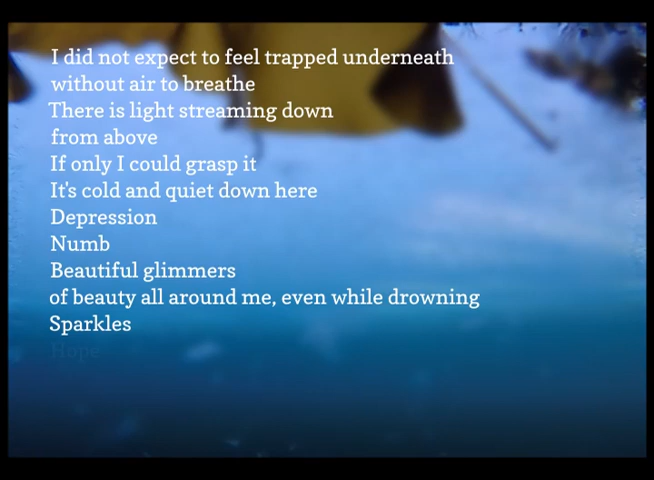 I did not expect to feel trapped underneath
without air to breathe
There is light streaming down
from above
If only I could grasp it
It's cold and quiet down here
Depression
Numb
Beautiful glimmers
of beauty all around me, even while drowning
Sparkles
Hope